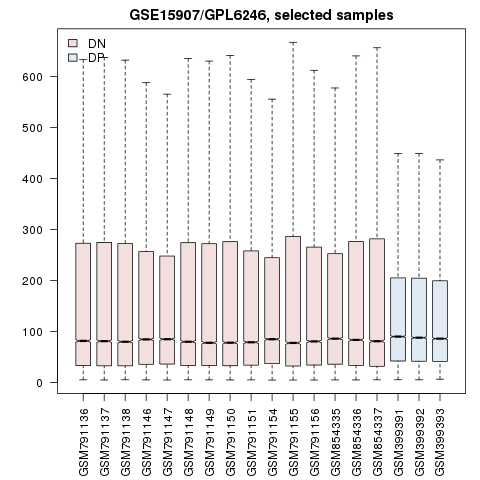 GSE15907/GPL6246, selected samples
DN
DP
600
500
400
300
200
100
0
GSM791136
GSM791137
GSM791138
GSM791146
GSM791147
GSM791148
GSM791149
GSM791150
GSM791151
GSM791154
GSM791155
GSM791156
GSM854335
GSM854336
GSM854337
GSM399391
GSM399392
GSM399393